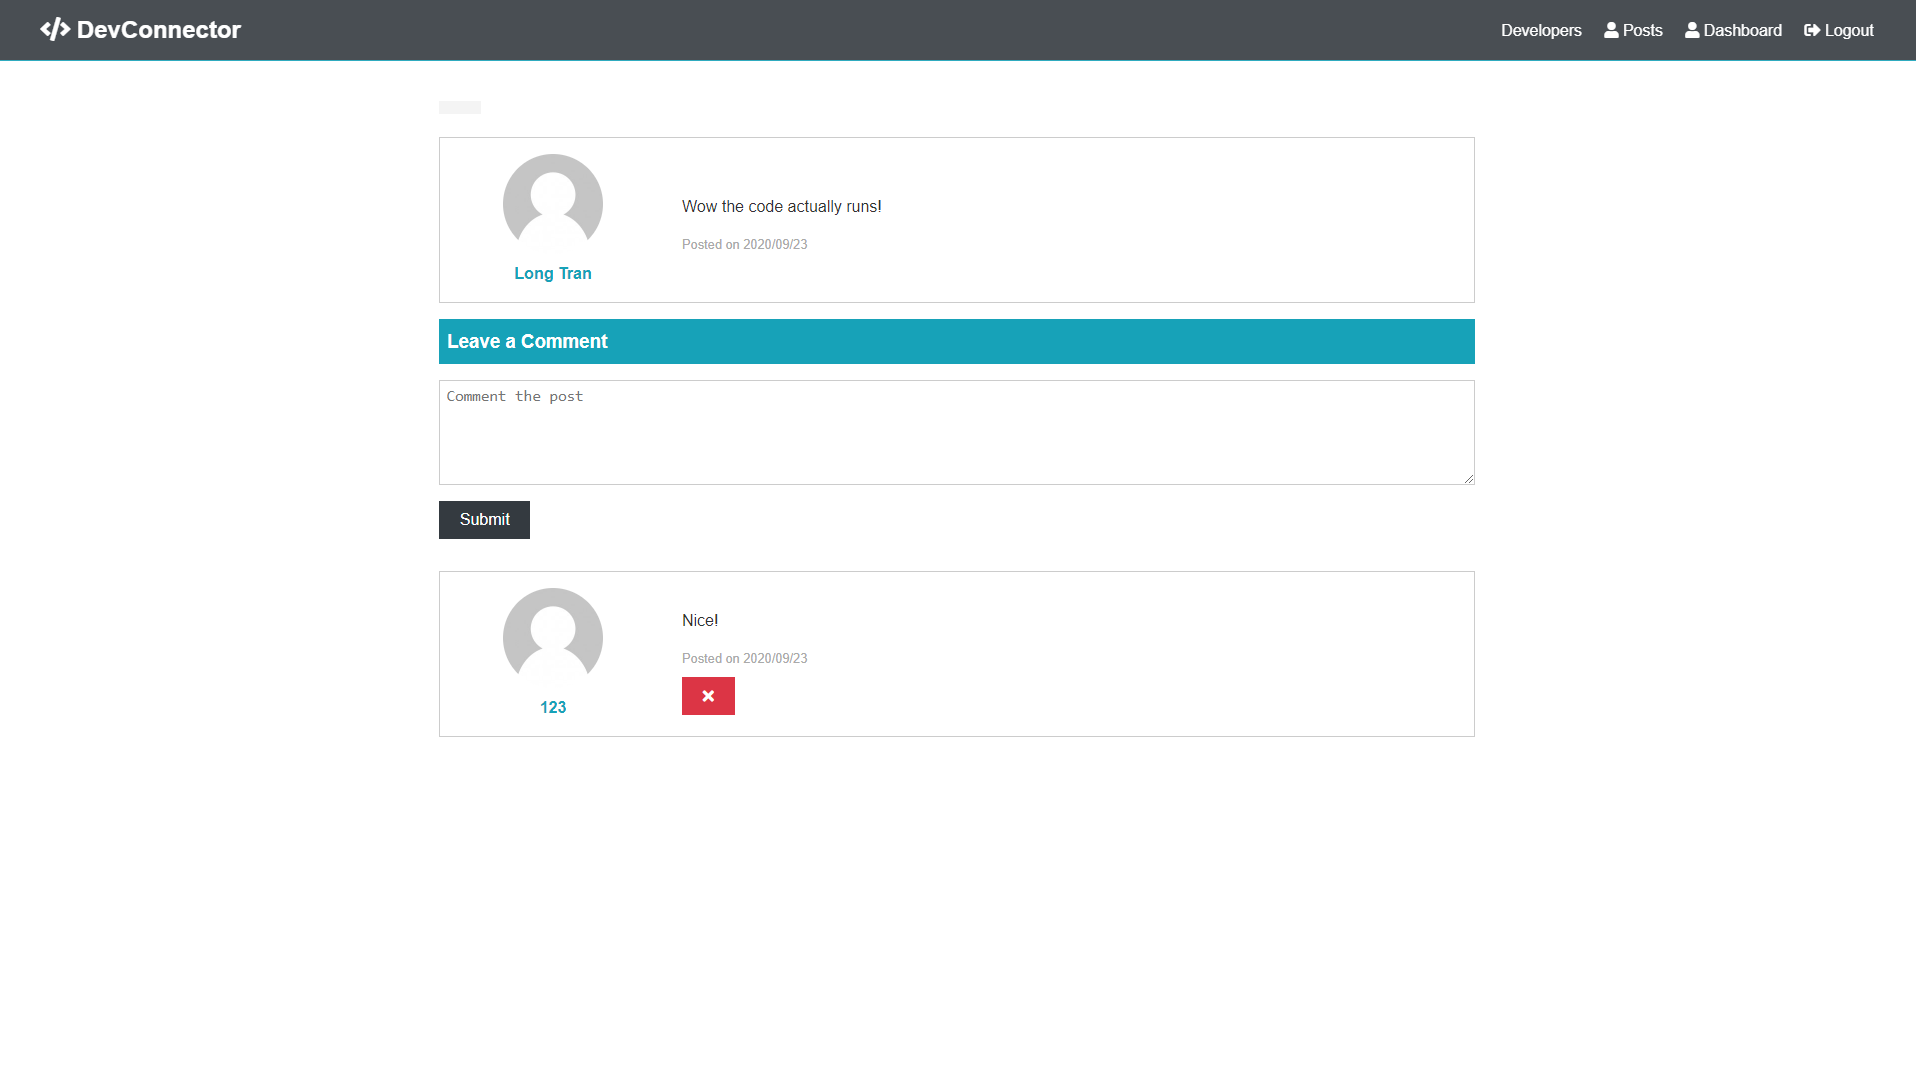 DevConnector
Developers Posts Dashboard Logout
Wow the code actually runs!
Posted on 2020/09/23
Long Tran
Leave a Comment
Comment the post
Submit
Nice!
Posted on 2020/09/23
123